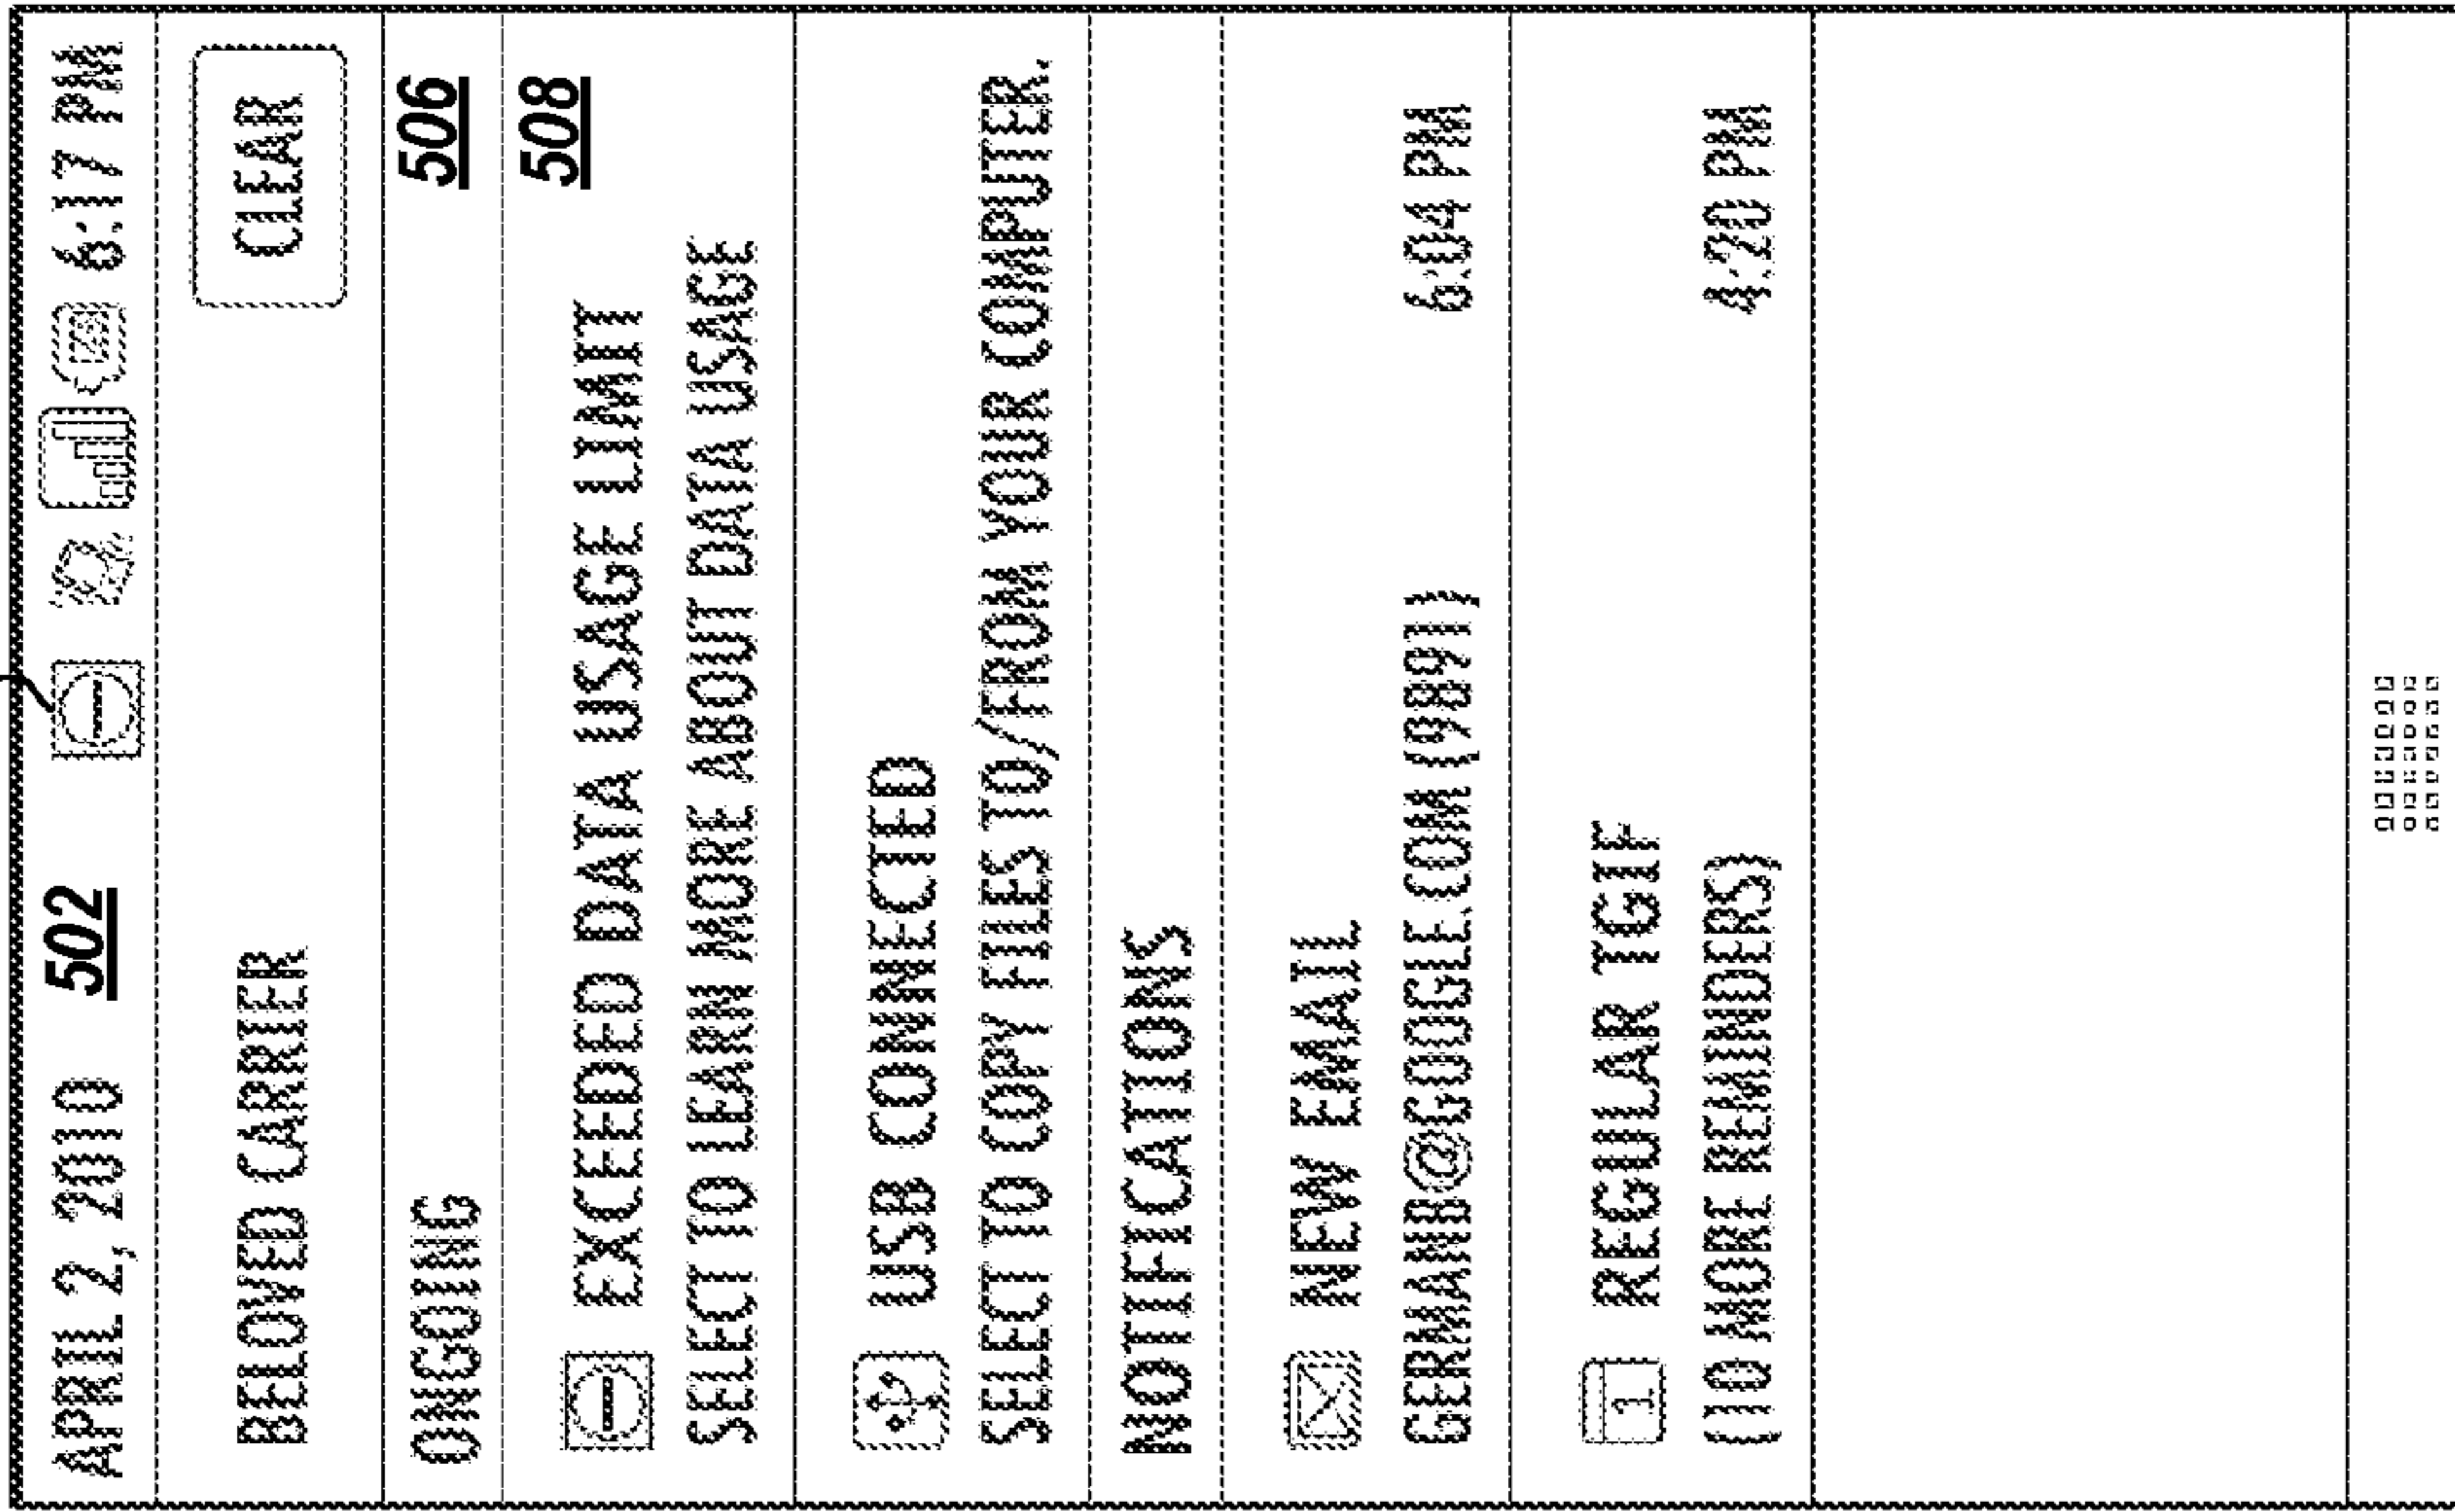 APRIL 2, 2010 502 6:17 PM
BELOVED CARRIER CLEAR
ONGOING 506
508
EXCEEDED DATA USAGE LIMIT
SELECT TO LEARN MORE ABOUT DATA USAGE
USB CONNECTED
SELECT TO COPY FILES TO/FROM YOUR COMPUTER.
NOTIFICATIONS
NEW EMAIL
GERMANB@GOOGLE.COM (9891) 6:04 PM
1 REGULAR TGIF
(10 MORE REMINDERS) 4:20 PM